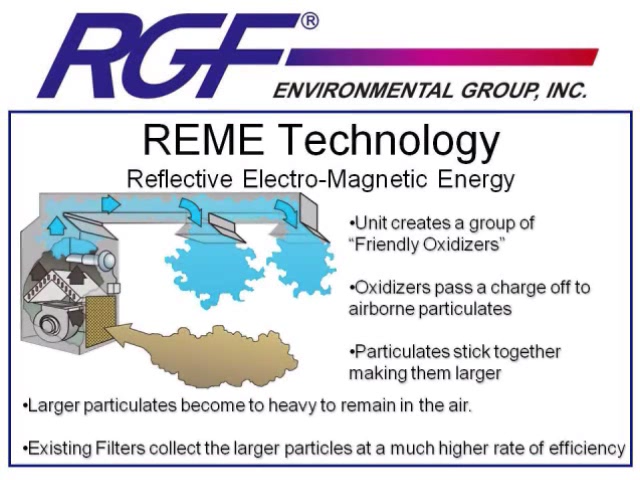 RGF®
ENVIRONMENTAL GROUP, INC.
REME Technology
Reflective Electro-Magnetic Energy
•Unit creates a group of
“Friendly Oxidizers”
•Oxidizers pass a charge off to
airborne particulates
•Particulates stick together
making them larger
•Larger particulates become to heavy to remain in the air.
•Existing Filters collect the larger particles at a much higher rate of efficiency